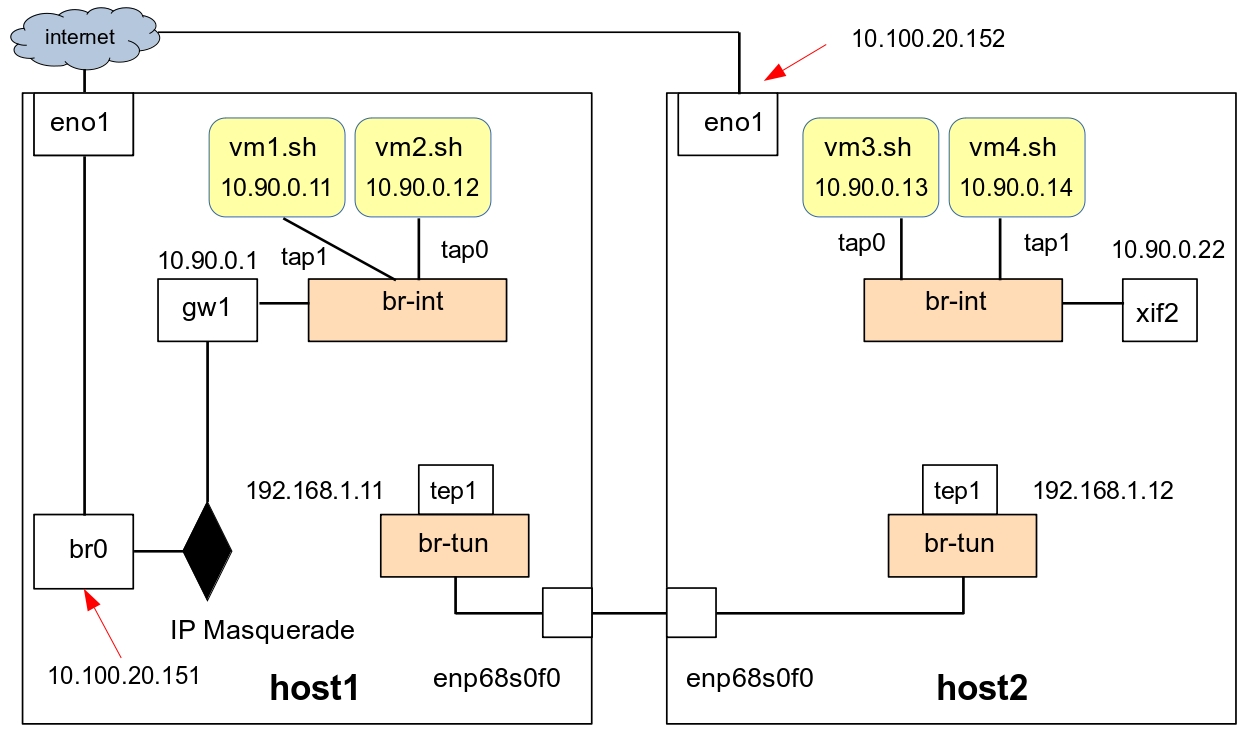 internet
10.100.20.152
eno1
vm1.sh
10.90.0.11
vm2.sh
10.90.0.12
10.90.0.1
tap1
tap0
gw1
br-int
192.168.1.11
tep1
br-tun
br0
IP Masquerade
10.100.20.151
host1
enp68s0f0
eno1
vm3.sh
10.90.0.13
vm4.sh
10.90.0.14
tap0
tap1
10.90.0.22
br-int
xif2
tep1
192.168.1.12
br-tun
enp68s0f0
host2